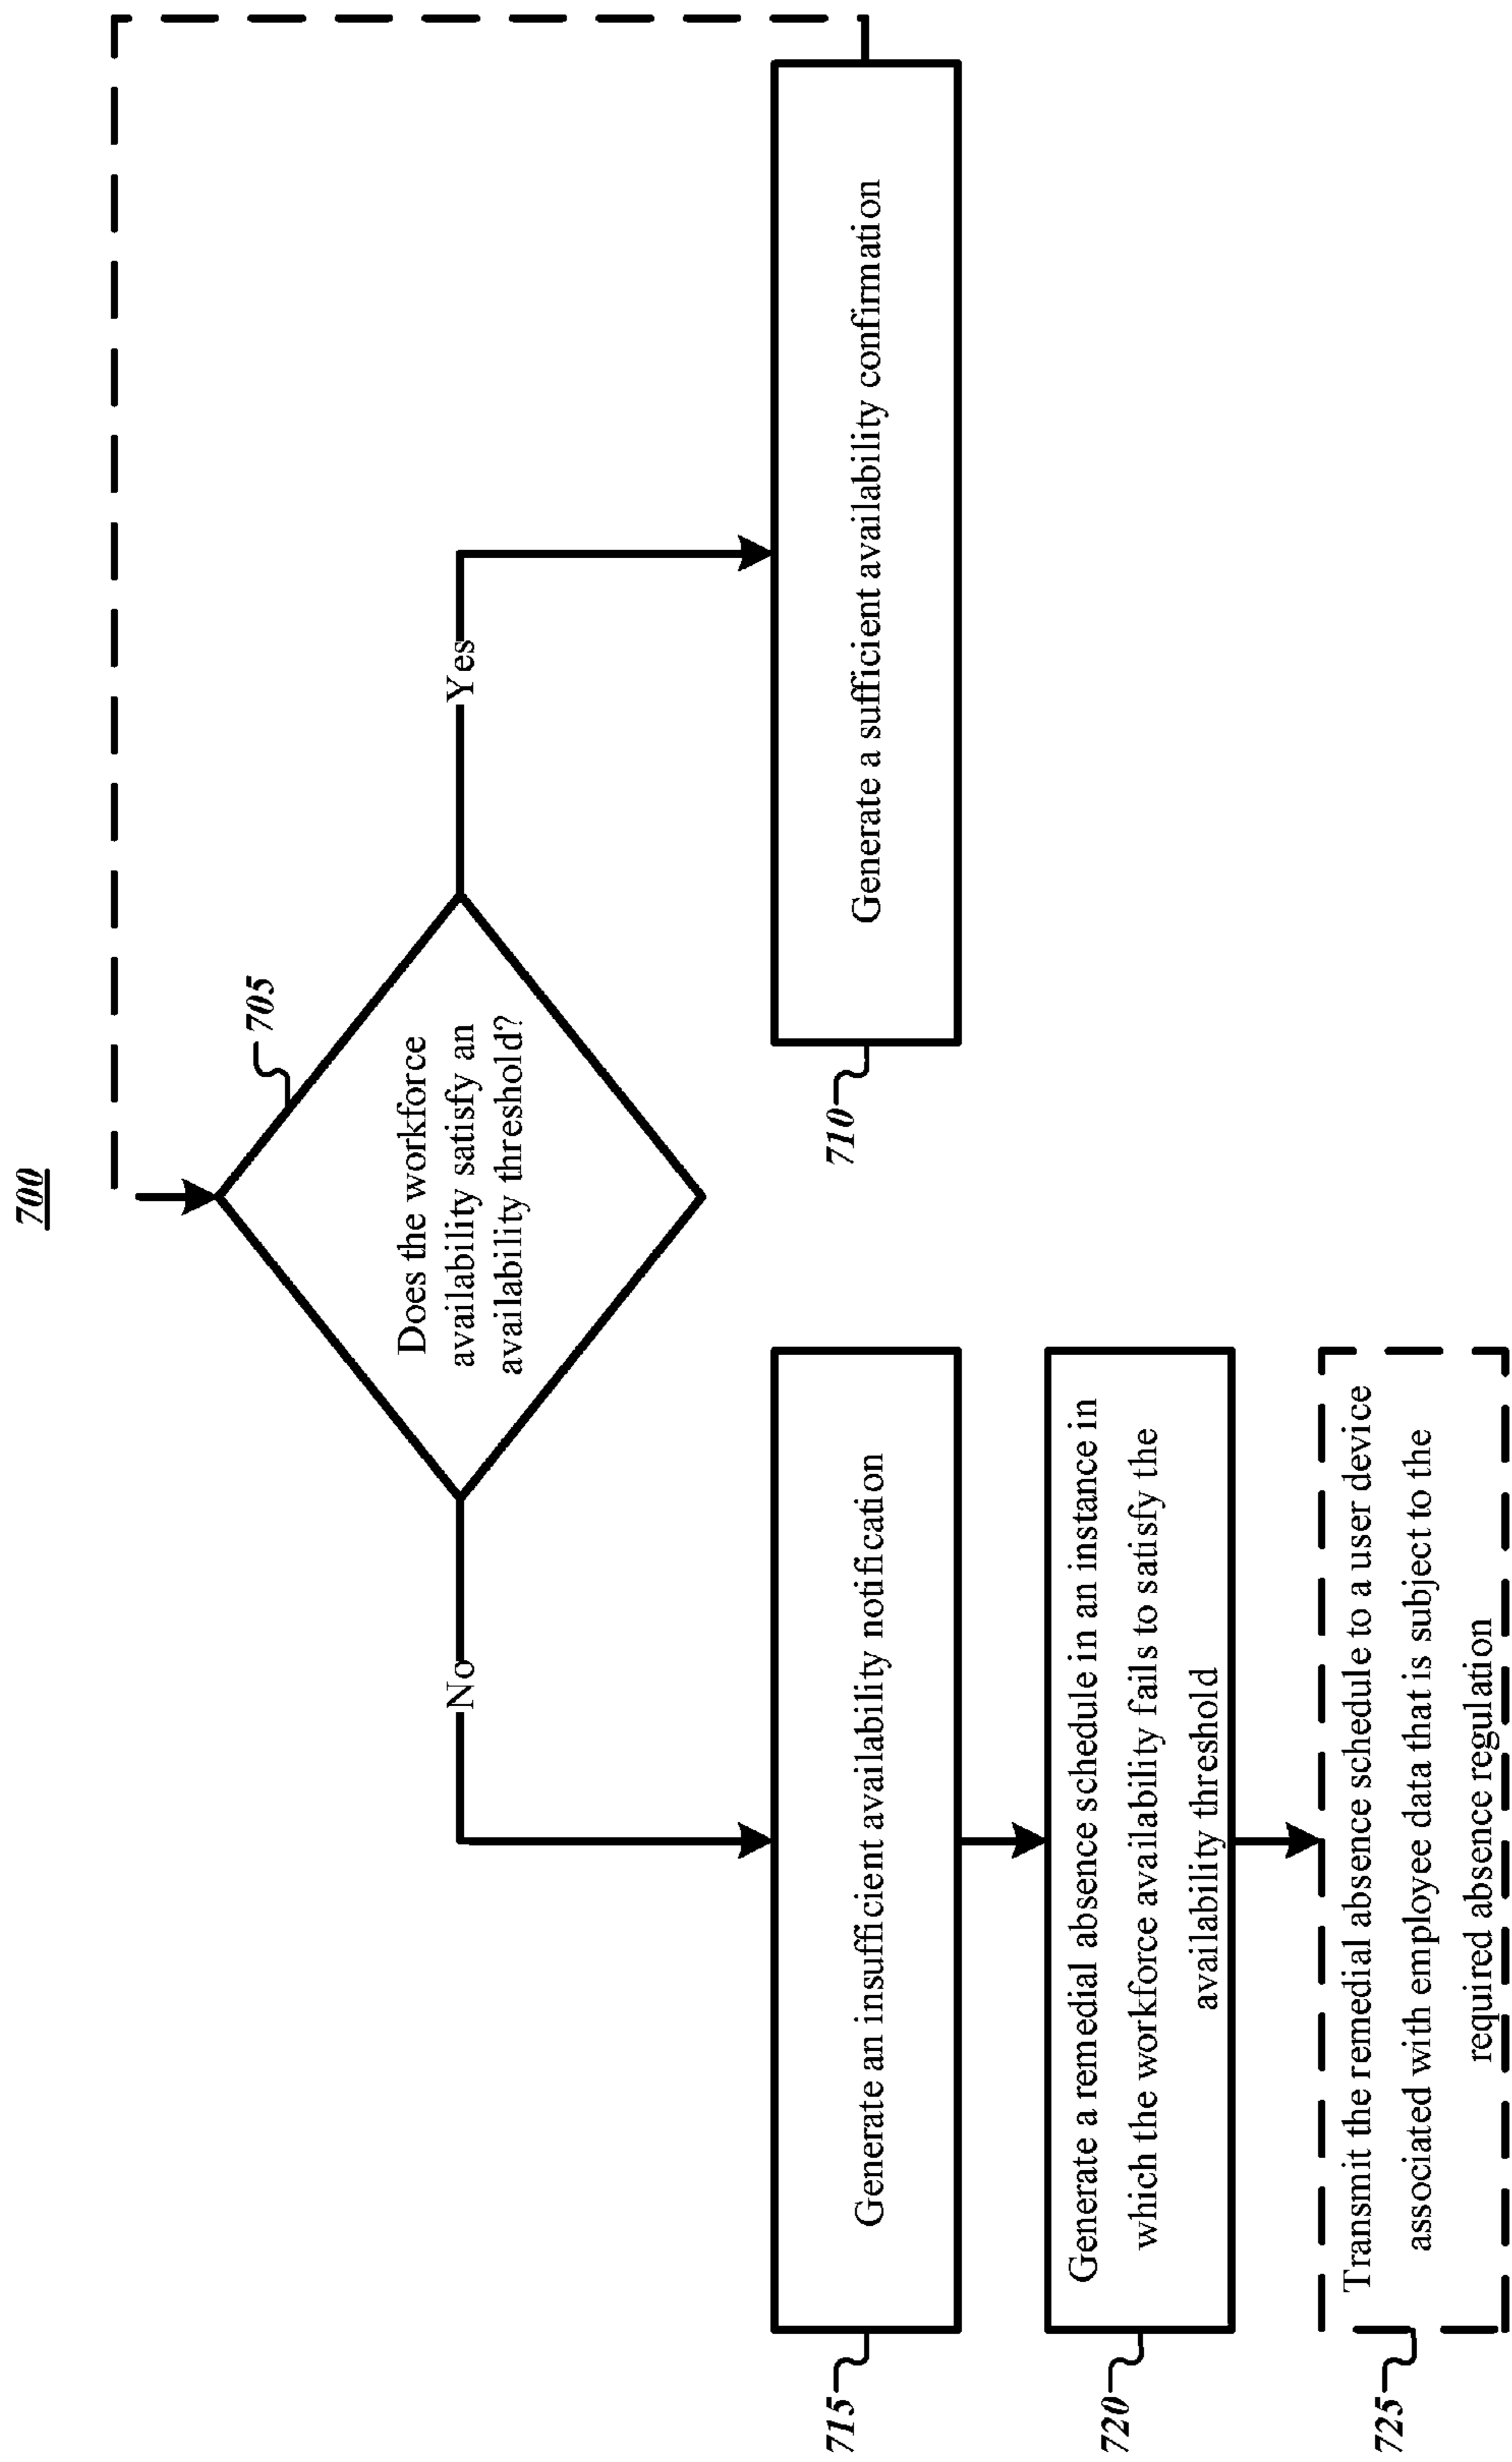 700
705
Does the workforce
availability satisfy an
availability threshold?
No
Yes
715
Generate an insufficient availability notification
710
Generate a sufficient availability confirmation
720
Generate a remedial absence schedule in an instance in
which the workforce availability fails to satisfy the
availability threshold
725
Transmit the remedial absence schedule to a user device
associated with employee data that is subject to the
required absence regulation